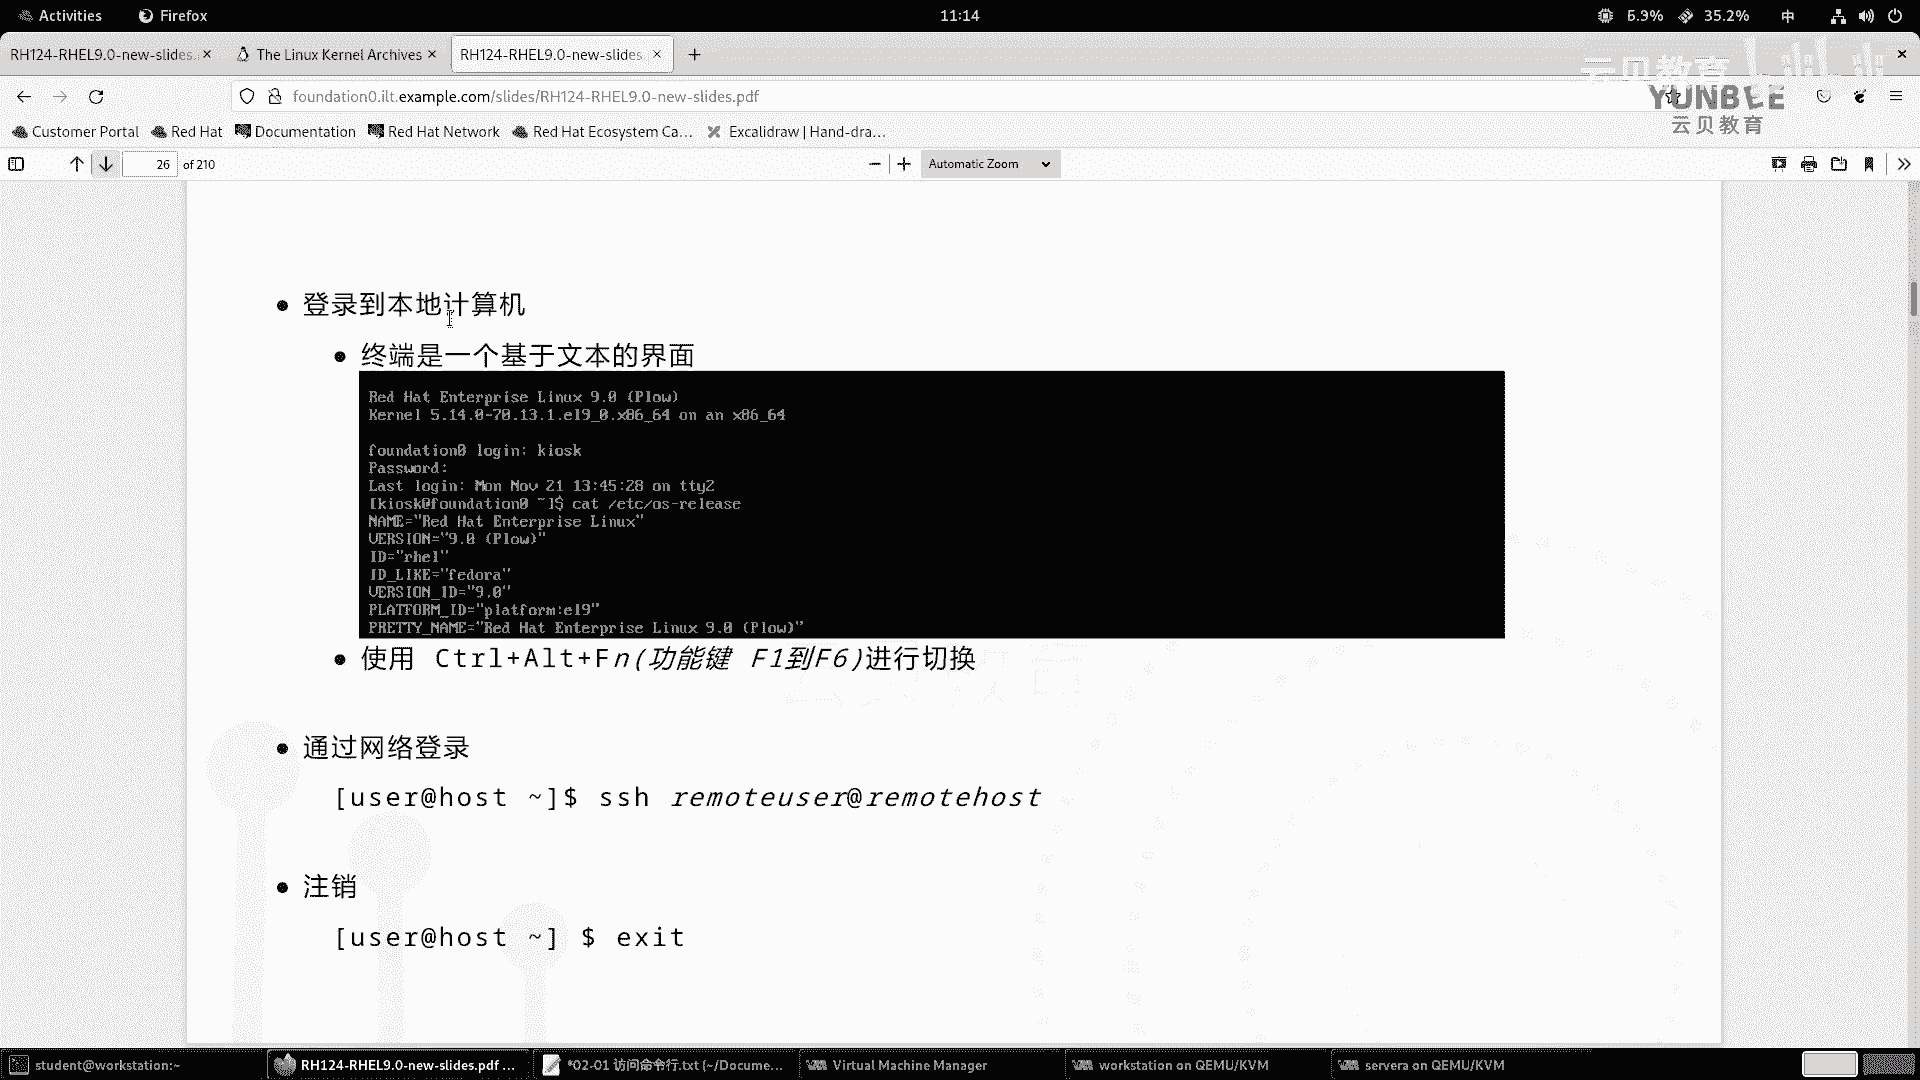 Activities Firefox 11:14 5.9% 35.2% 中
RH124-RHEL9.0-new-slides. The Linux Kernel Archives RH124-RHEL9.0-new-slides
云贝教育
foundation0.ilt.example.com/slides/RH124-RHEL9.0-new-slides.pdf
YUNBEE
云贝教育
Customer Portal Red Hat Documentation Red Hat Network Red Hat Ecosystem Ca… Excalidraw | Hand-dra…
26 of 210 Automatic Zoom
登录到本地计算机
终端是一个基于文本的界面
Red Hat Enterprise Linux 9.0 (Plow)
Kernel 5.14.0-70.13.1.el9_0.x86_64 on an x86_64
foundation0 login: kiosk
Password:
Last login: Mon Nov 21 13:45:28 on tty2
[kiosk@foundation0 ~]$ cat /etc/os-release
NAME="Red Hat Enterprise Linux"
VERSION="9.0 (Plow)"
ID="rhel"
ID_LIKE="fedora"
VERSION_ID="9.0"
PLATFORM_ID="platform:el9"
PRETTY_NAME="Red Hat Enterprise Linux 9.0 (Plow)"
使用 Ctrl+Alt+Fn(功能键 F1到F6)进行切换
通过网络登录
[user@host ~]$ ssh remoteuser@remotehost
注销
[user@host ~] $ exit
student@workstation:~ RH124-RHEL9.0-new-slides.pdf … *02-01 访问命令行.txt (~/Docume… Virtual Machine Manager workstation on QEMU/KVM servera on QEMU/KVM